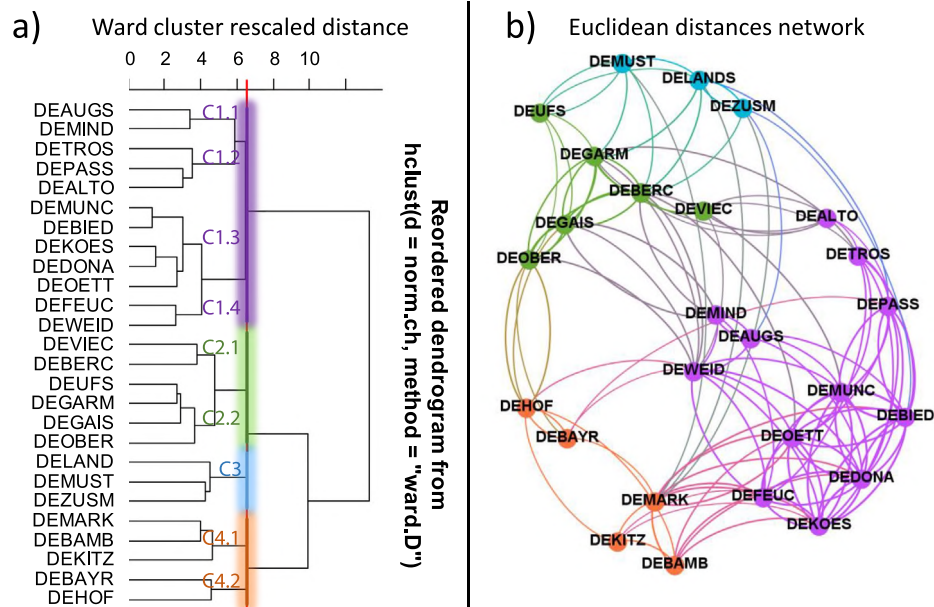 a)
Ward cluster rescaled distance
0 2 4 6 8 10
DEAUGS
DEMIND
DETROS
DEPASS
DEALTO
DEMUNC
DEBIED
DEKOES
DEDONA
DEOETT
DEFEUC
DEWEID
DEVIEC
DEBERC
DEUFS
DEGARM
DEGAIS
DEOBER
DELAND
DEMUST
DEZUSM
DEMARK
DEBAMB
DEKITZ
DEBAYR
DEHOF
C1.1
C1.2
C1.3
C1.4
C2.1
C2.2
C3
C4.1
C4.2
Reordered dendrogram from
hclust(d = norm.ch, method = "ward.D")
b)
Euclidean distances network
DEMUST
DELANDS
DEZUSM
DEUFS
DEGARM
DEBERC
DEVIEC
DEGAIS
DEOBER
DEALTO
DETROS
DEPASS
DEMIND
DEAUGS
DEWEID
DEMUNC
DEBIED
DEHOF
DEBAYR
DEOETT
DEDONA
DEMARK
DEFEUC
DEKOES
DEKITZ
DEBAMB